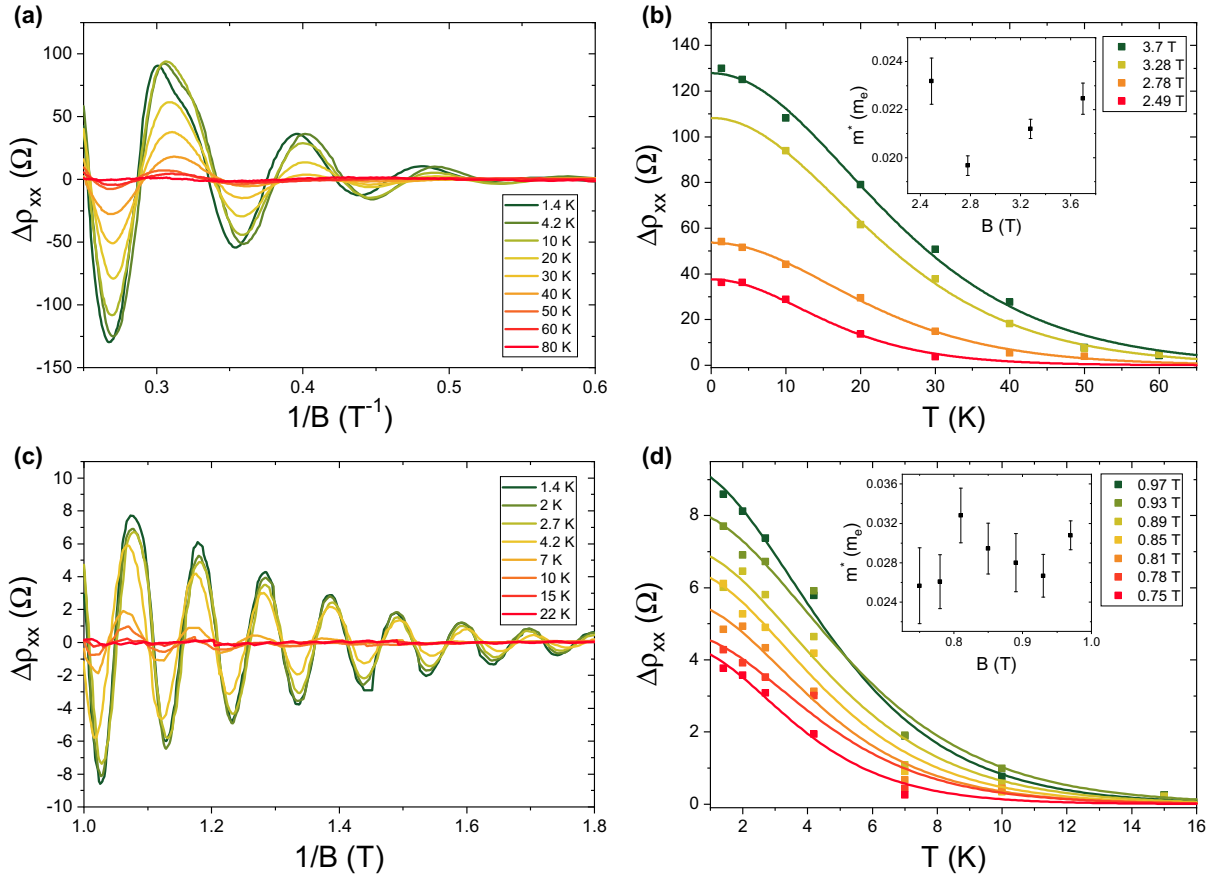 (a)
100
50
0
-50
-100
-150
0.3
0.4
0.5
0.6
Δρxx (Ω)
1/B (T-1)
1.4 K
4.2 K
10 K
20 K
30 K
40 K
50 K
60 K
80 K
(b)
140
120
100
80
60
40
20
0
0
10
20
30
40
50
60
Δρxx (Ω)
T (K)
3.7 T
3.28 T
2.78 T
2.49 T
0.024
0.022
0.020
2.4
2.8
3.2
3.6
m* (me)
B (T)
(c)
10
8
6
4
2
0
-2
-4
-6
-8
-10
1.0
1.2
1.4
1.6
1.8
Δρxx (Ω)
1/B (T)
1.4 K
2 K
2.7 K
4.2 K
7 K
10 K
15 K
22 K
(d)
8
6
4
2
0
2
4
6
8
10
12
14
16
Δρxx (Ω)
T (K)
0.97 T
0.93 T
0.89 T
0.85 T
0.81 T
0.78 T
0.75 T
0.036
0.032
0.028
0.024
0.8
0.9
1.0
m* (me)
B (T)